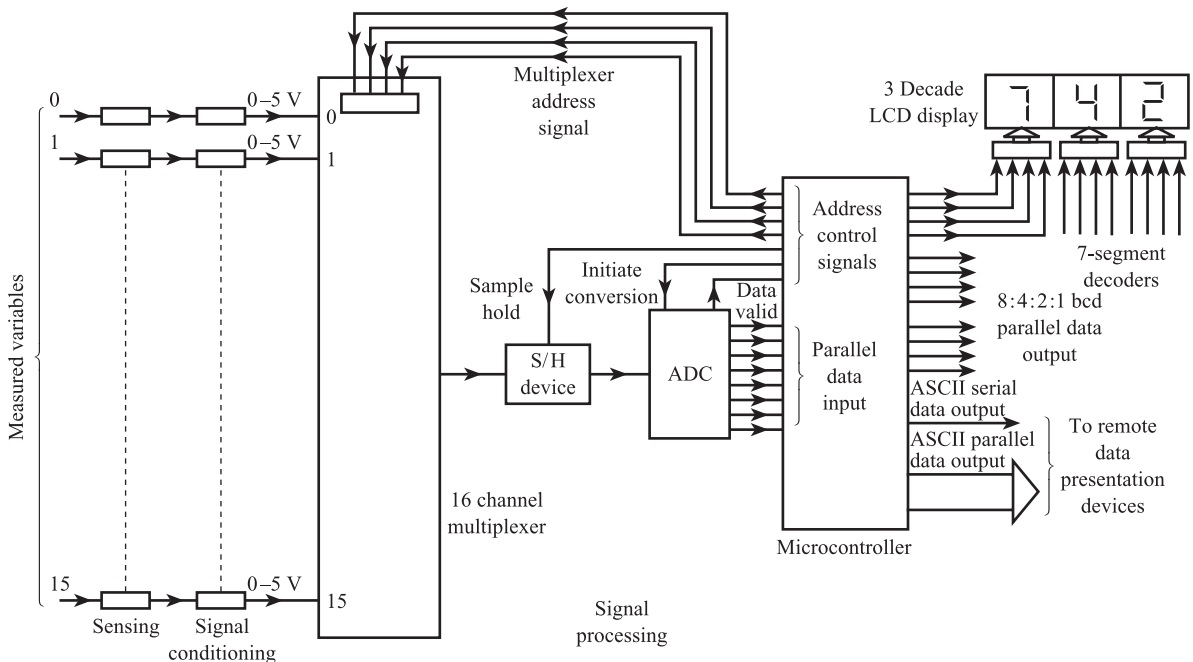 Multiplexer
address
signal
3 Decade
LCD display
7 4 2
0
0–5 V
0
1
0–5 V
1
Measured variables
Address
control
signals
7-segment
decoders
Sample
hold
Initiate
conversion
Data
valid
8:4:2:1 bcd
parallel data
output
S/H
device
ADC
Parallel
data
input
ASCII serial
data output
ASCII parallel
data output
To remote
data
presentation
devices
16 channel
multiplexer
Microcontroller
15
0–5 V
15
Sensing
Signal
conditioning
Signal
processing